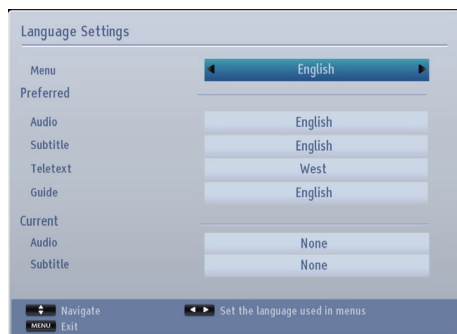 Language Settings
Menu English
Preferred
Audio English
Subtitle English
Teletext West
Guide English
Current
Audio None
Subtitle None
Navigate Set the language used in menus
MENU Exit